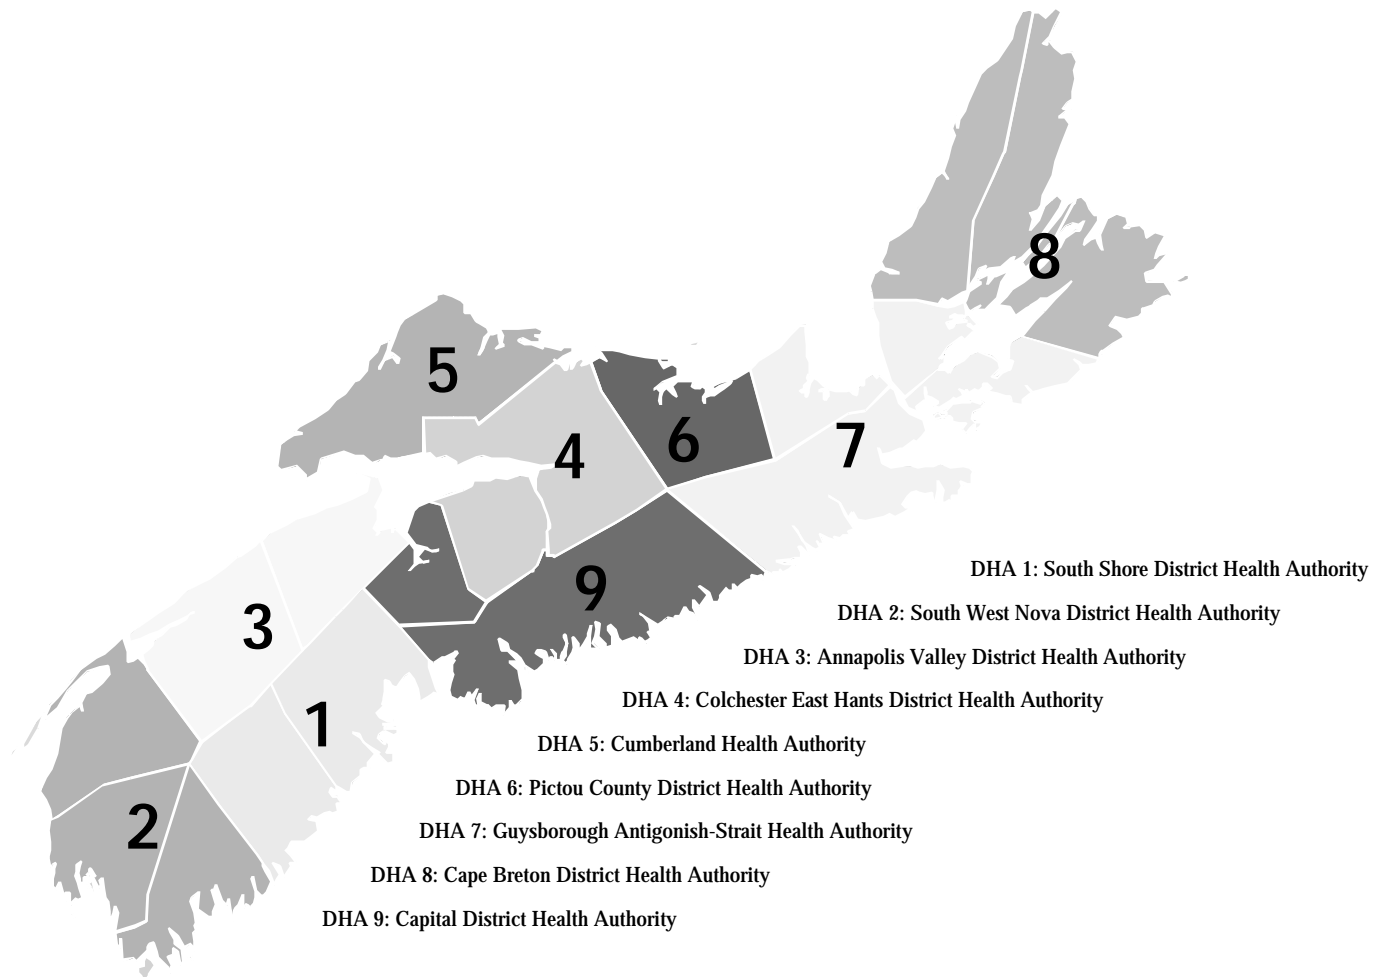 8
5
6
4
7
9
3
1
2
DHA 1: South Shore District Health Authority
DHA 2: South West Nova District Health Authority
DHA 3: Annapolis Valley District Health Authority
DHA 4: Colchester East Hants District Health Authority
DHA 5: Cumberland Health Authority
DHA 6: Pictou County District Health Authority
DHA 7: Guysborough Antigonish-Strait Health Authority
DHA 8: Cape Breton District Health Authority
DHA 9: Capital District Health Authority